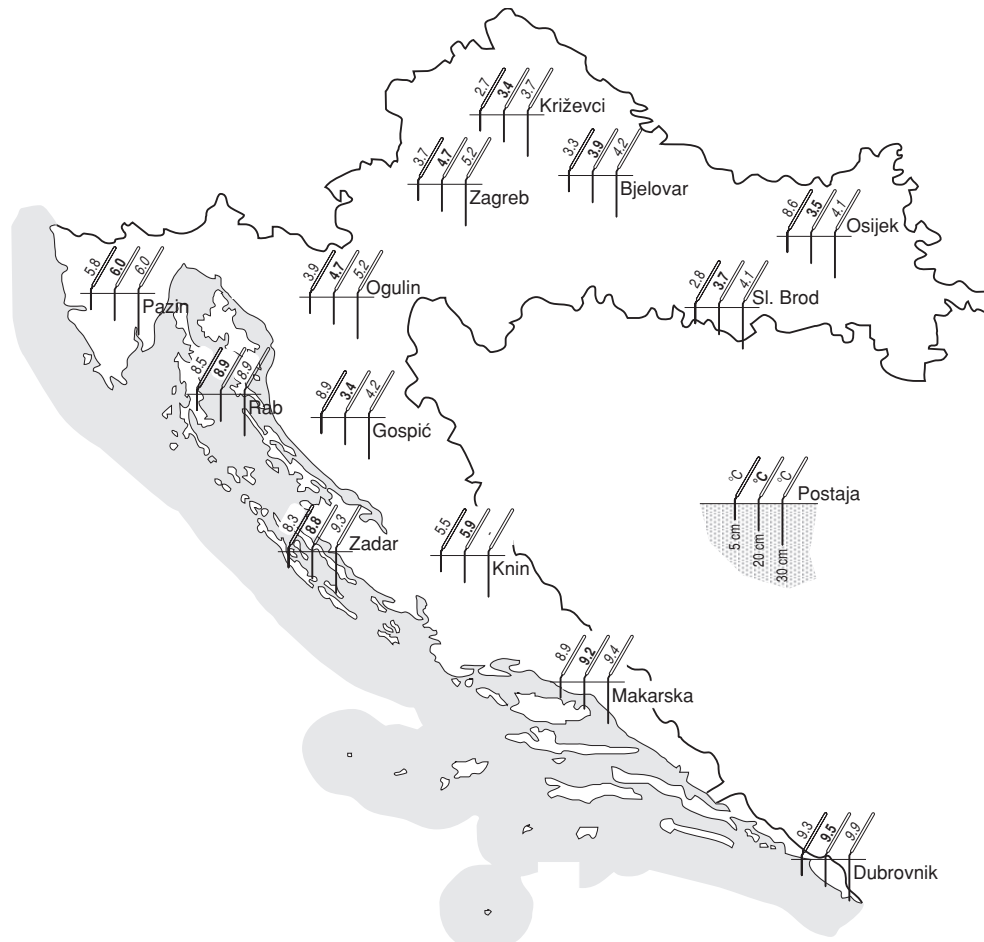 2.7 3.4 3.7
Križevci
3.7 4.7 5.2
Zagreb
3.3 3.9 4.2
Bjelovar
8.6 3.5 4.1
Osijek
5.8 6.0 6.0
Pazin
3.9 4.7 5.2
Ogulin
2.8 3.7 4.1
Sl. Brod
8.5 8.9 8.9
Rab
8.9 3.4 4.2
Gospić
8.3 8.8 9.3
Zadar
5.5 5.9 -
Knin
°C °C °C
Postaja
5 cm
20 cm
30 cm
8.9 9.2 9.4
Makarska
9.3 9.5 9.9
Dubrovnik